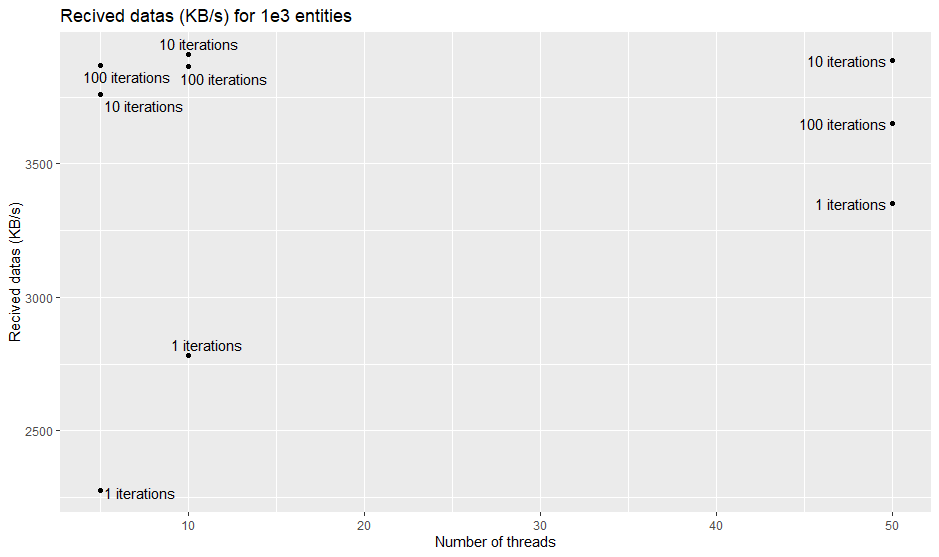 Recived datas (KB/s) for 1e3 entities
10 iterations
100 iterations
100 iterations
10 iterations
10 iterations
100 iterations
1 iterations
1 iterations
1 iterations
3500
3000
2500
Recived datas (KB/s)
10
20
30
40
50
Number of threads